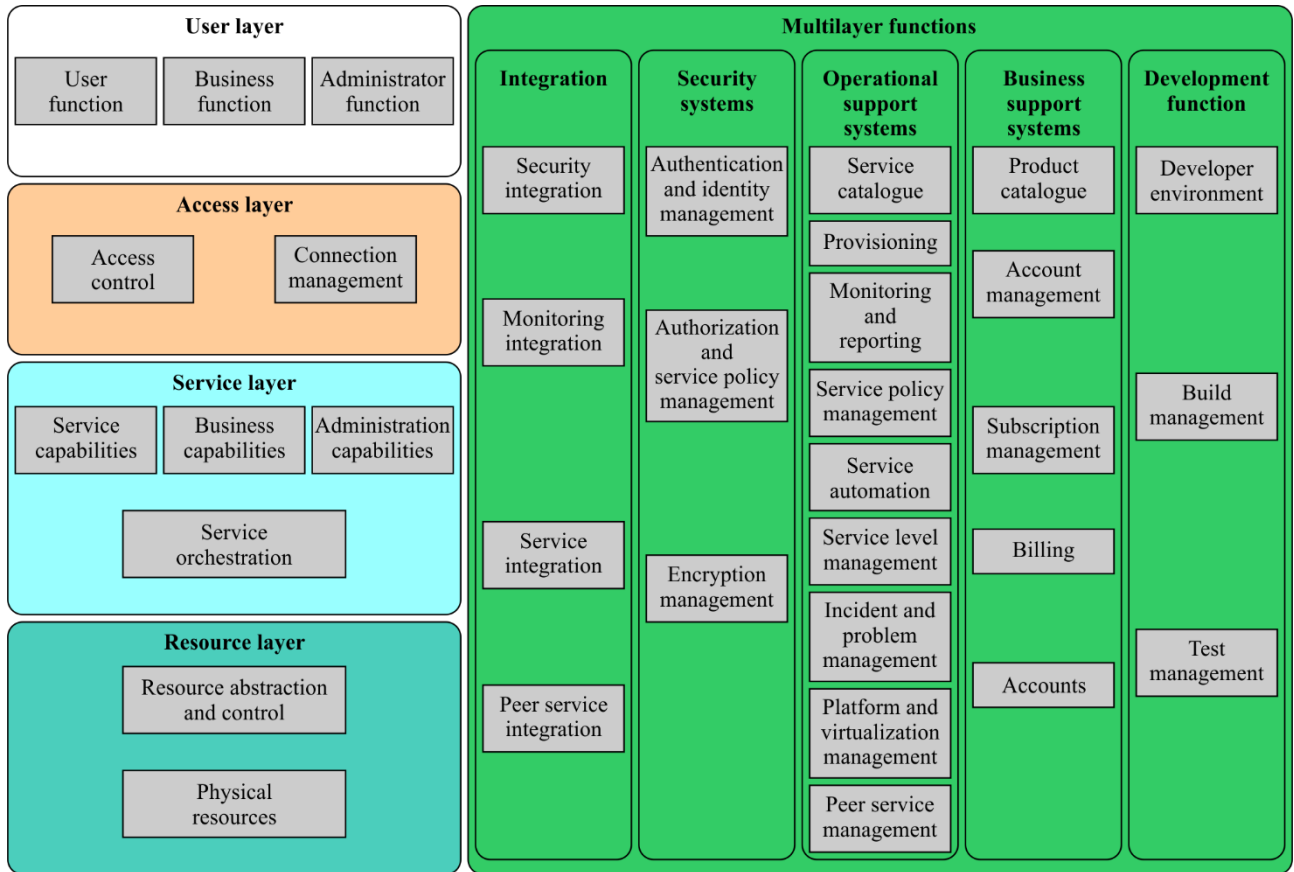 User layer
User
function
Business
function
Administrator
function
Access layer
Access
control
Connection
management
Service layer
Service
capabilities
Business
capabilities
Administration
capabilities
Service
orchestration
Resource layer
Resource abstraction
and control
Physical
resources
Multilayer functions
Integration
Security
integration
Monitoring
integration
Service
integration
Peer service
integration
Security
systems
Authentication
and identity
management
Authorization
and
service policy
management
Encryption
management
Operational
support
systems
Service
catalogue
Provisioning
Monitoring
and
reporting
Service policy
management
Service
automation
Service level
management
Incident and
problem
management
Platform and
virtualization
management
Peer service
management
Business
support
systems
Product
catalogue
Account
management
Subscription
management
Billing
Accounts
Development
function
Developer
environment
Build
management
Test
management